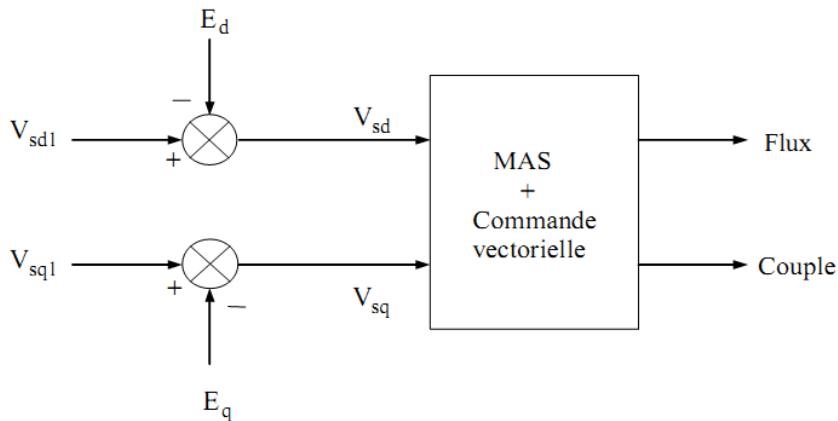 E_d
−
V_sd1
+
V_sd
Flux
MAS
+
Commande
vectorielle
V_sq1
+
−
V_sq
Couple
E_q